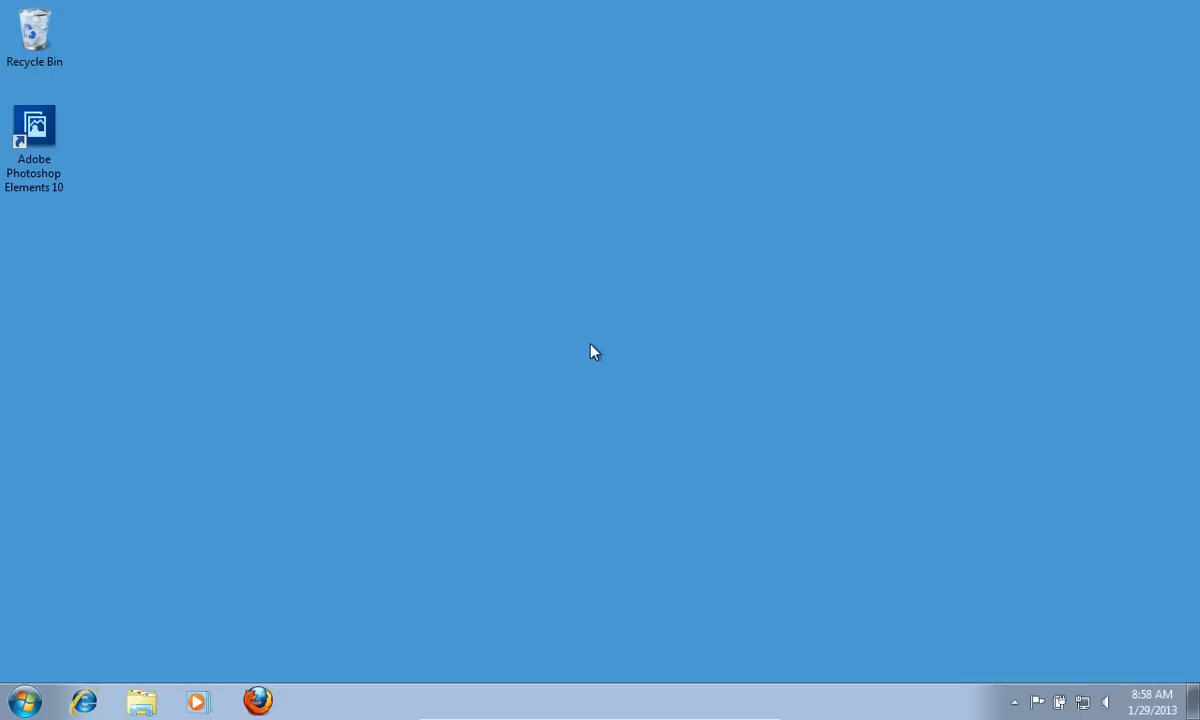 Recycle Bin
Adobe
Photoshop
Elements 10
8:58 AM
1/29/2013